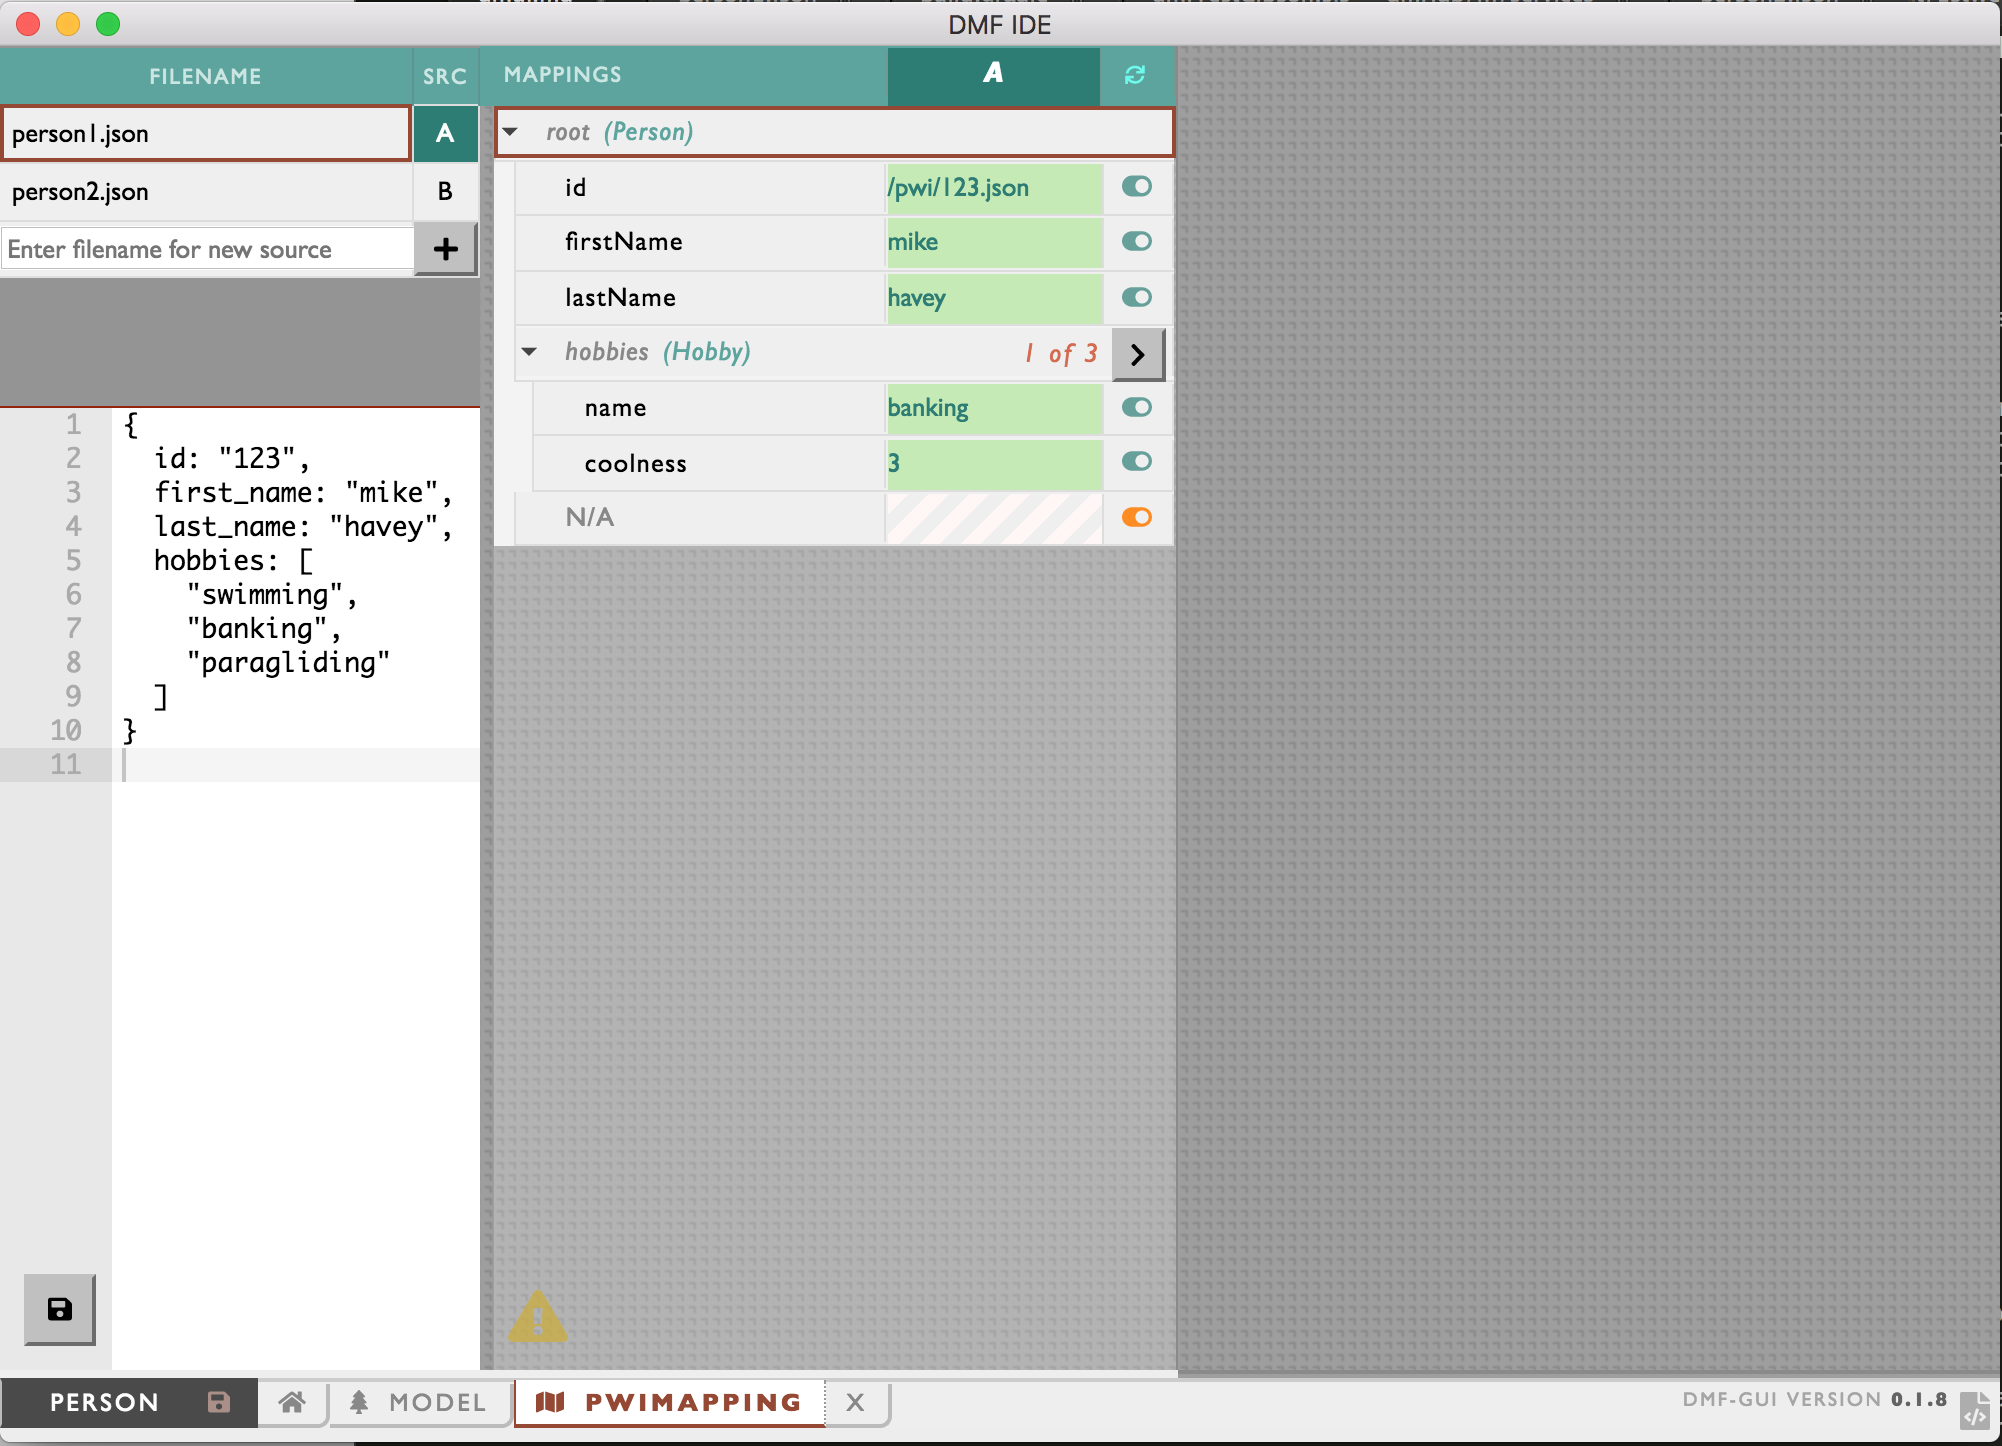 DMF IDE
FILENAME SRC
person1.json A
person2.json B
Enter filename for new source +
1 {
2 id: "123",
3 first_name: "mike",
4 last_name: "havey",
5 hobbies: [
6 "swimming",
7 "banking",
8 "paragliding"
9 ]
10 }
11
MAPPINGS A
root (Person)
id /pwi/123.json
firstName mike
lastName havey
hobbies (Hobby) 1 of 3
name banking
coolness 3
N/A
PERSON MODEL PWIMAPPING X
DMF-GUI VERSION 0.1.8